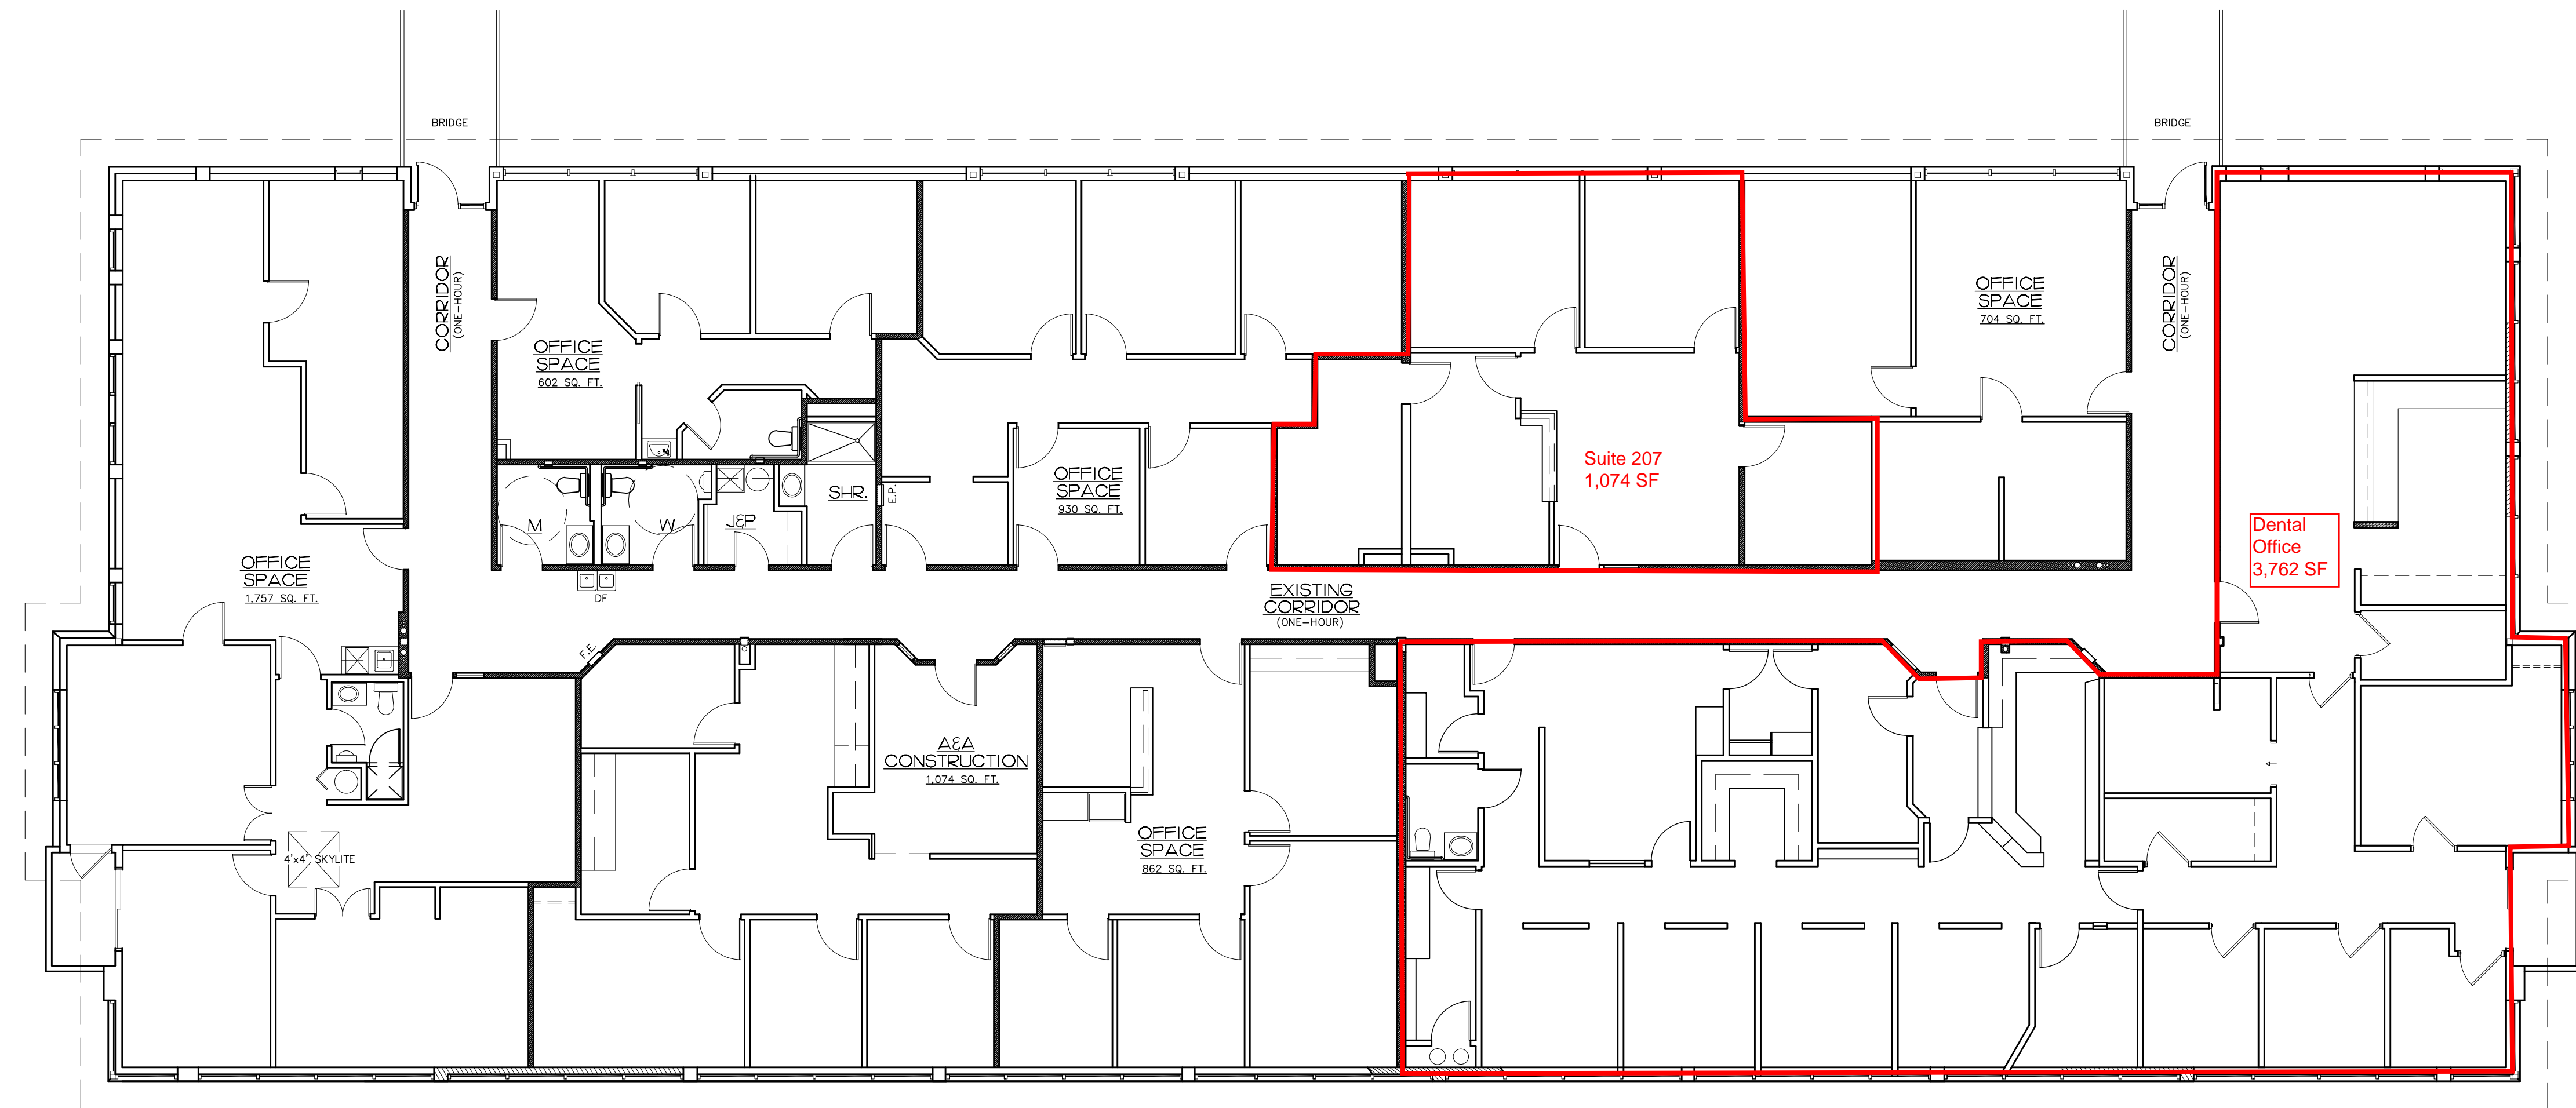 BRIDGE
BRIDGE
CORRIDOR
(ONE-HOUR)
OFFICE
SPACE
602 SQ. FT.
OFFICE
SPACE
704 SQ. FT.
CORRIDOR
(ONE-HOUR)
Suite 207
1,074 SF
OFFICE
SPACE
930 SQ. FT.
SHR.
E.P.
M
W
J&P
Dental
Office
3,762 SF
OFFICE
SPACE
1,757 SQ. FT.
DF
EXISTING
CORRIDOR
(ONE-HOUR)
F.E.
A&A
CONSTRUCTION
1,074 SQ. FT.
OFFICE
SPACE
862 SQ. FT.
4'x4' SKYLITE